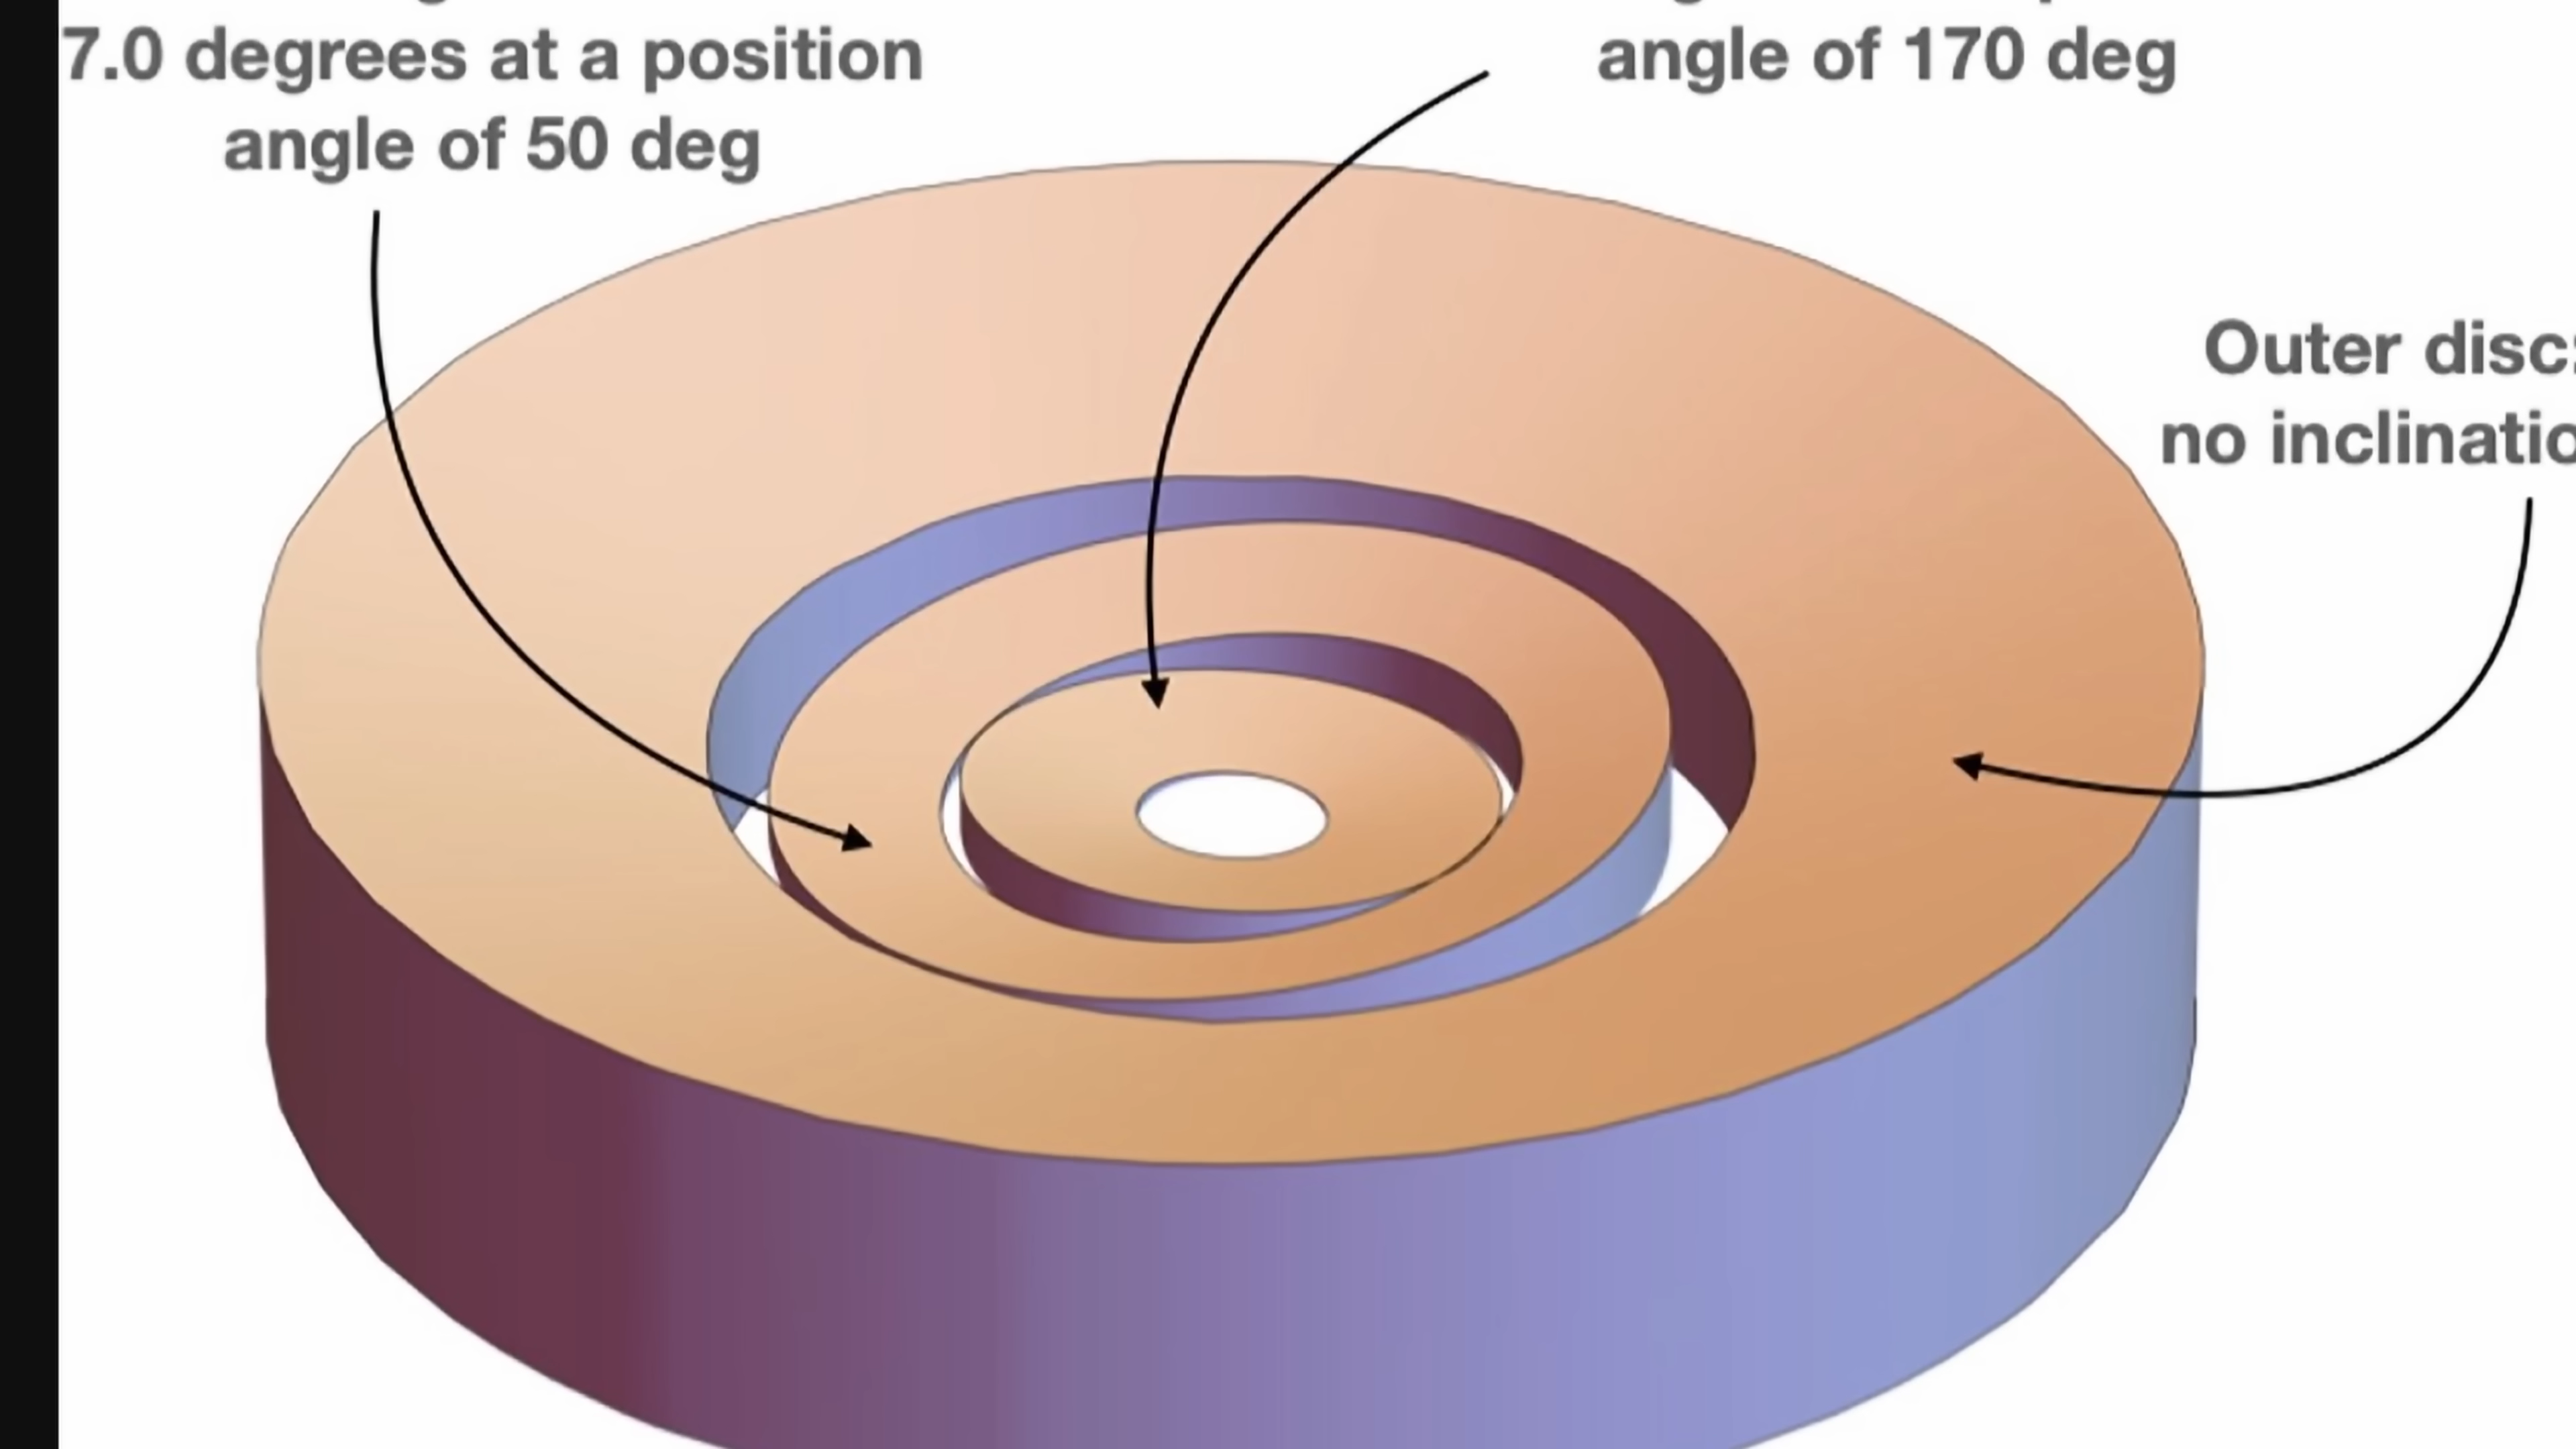 7.0 degrees at a position
angle of 50 deg
angle of 170 deg
Outer disc:
no inclinatio